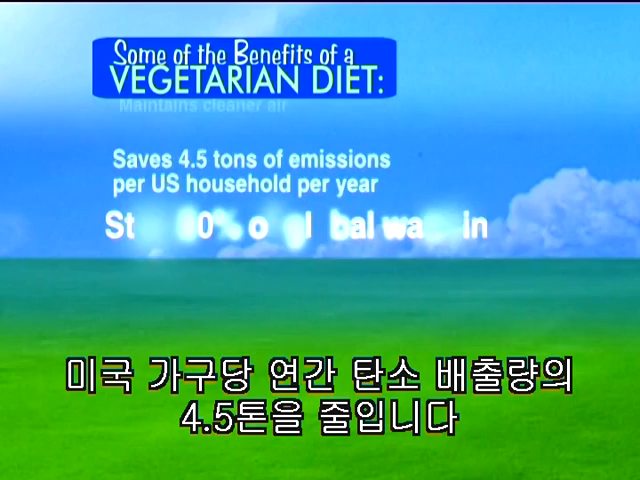 Some of the Benefits of a
VEGETARIAN DIET:
Maintains cleaner air
Saves 4.5 tons of emissions
per US household per year
미국 가구당 연간 탄소 배출량의
4.5톤을 줄입니다